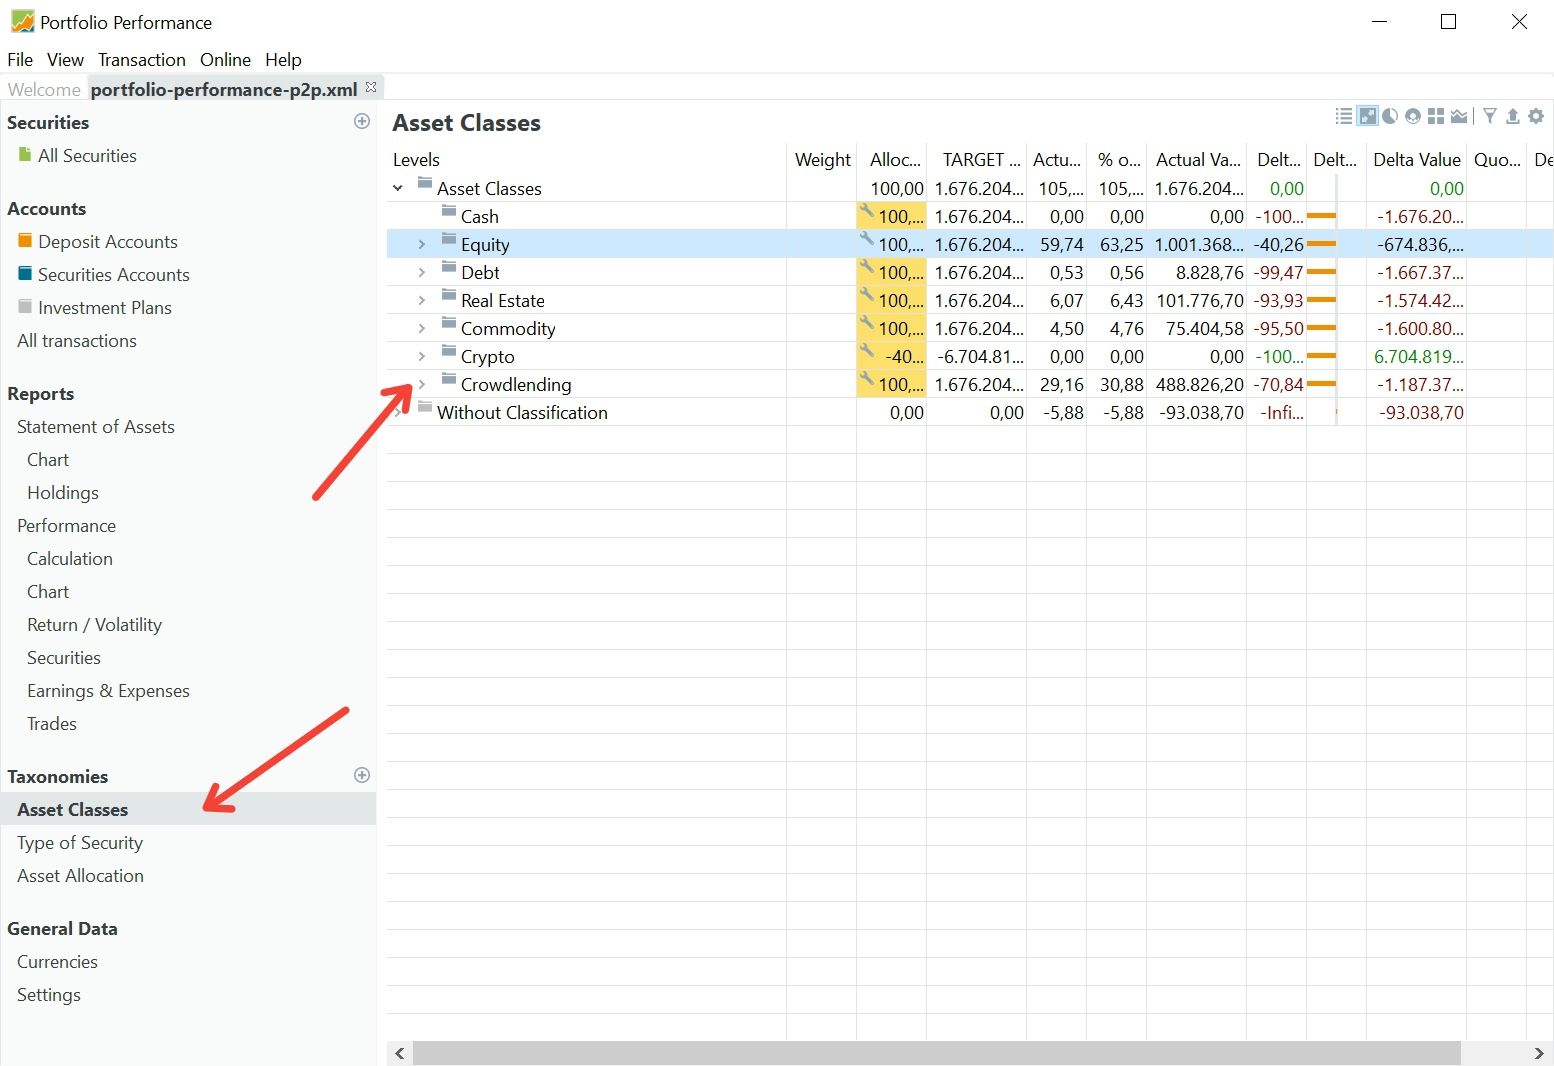 Portfolio Performance
File View Transaction Online Help
Welcome portfolio-performance-p2p.xml
Securities
All Securities
Accounts
Deposit Accounts
Securities Accounts
Investment Plans
All transactions
Reports
Statement of Assets
Chart
Holdings
Performance
Calculation
Chart
Return / Volatility
Securities
Earnings & Expenses
Trades
Taxonomies
Asset Classes
Type of Security
Asset Allocation
General Data
Currencies
Settings
Asset Classes
Levels Weight Alloc... TARGET ... Actu... % o... Actual Va... Delt... Delt... Delta Value Quo... De
Asset Classes 100,00 1.676.204... 105,... 105,... 1.676.204... 0,00 0,00
Cash 100,... 1.676.204... 0,00 0,00 0,00 -100... -1.676.20...
Equity 100,... 1.676.204... 59,74 63,25 1.001.368... -40,26 -674.836,...
Debt 100,... 1.676.204... 0,53 0,56 8.828,76 -99,47 -1.667.37...
Real Estate 100,... 1.676.204... 6,07 6,43 101.776,70 -93,93 -1.574.42...
Commodity 100,... 1.676.204... 4,50 4,76 75.404,58 -95,50 -1.600.80...
Crypto -40... -6.704.81... 0,00 0,00 0,00 -100... 6.704.819...
Crowdlending 100,... 1.676.204... 29,16 30,88 488.826,20 -70,84 -1.187.37...
Without Classification 0,00 0,00 -5,88 -5,88 -93.038,70 -Infi... -93.038,70